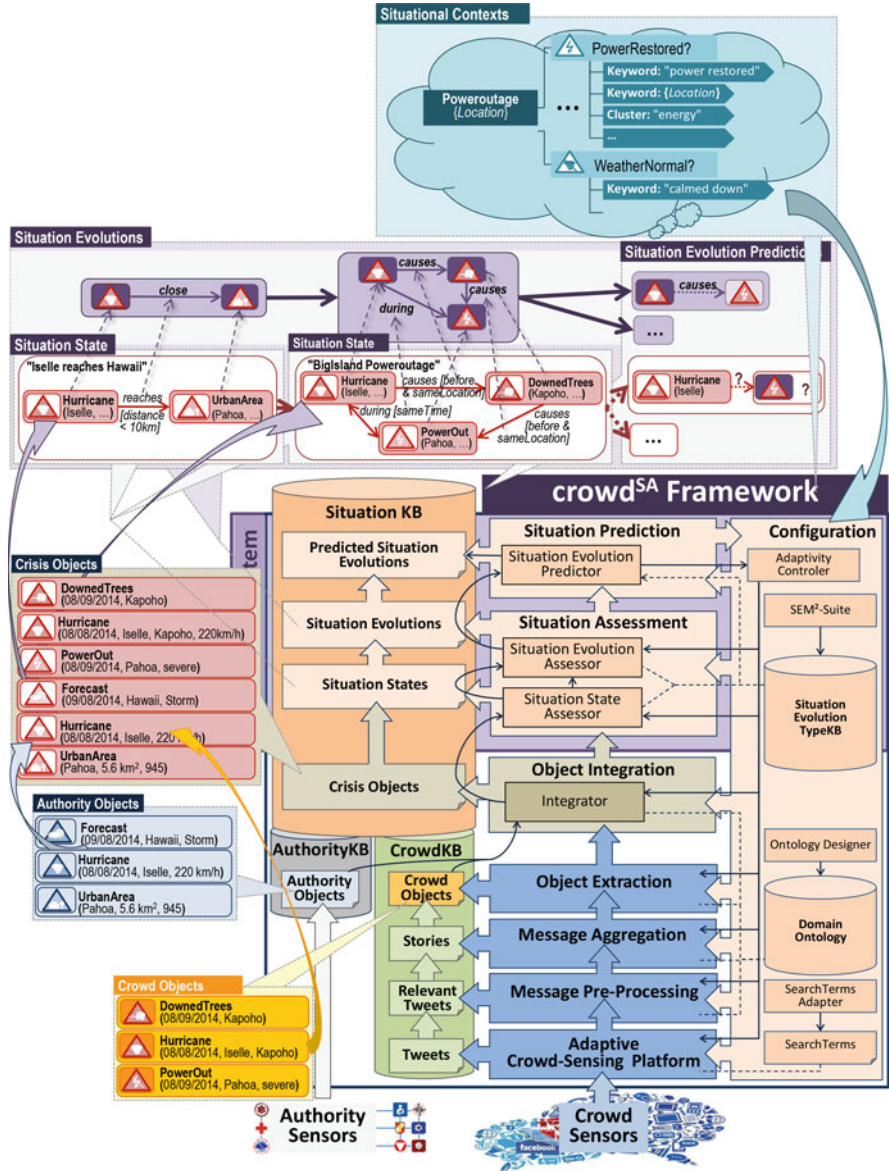 Situational Contexts
PowerRestored?
Keyword: "power restored"
Keyword: {Location}
Cluster: "energy"
...
Poweroutage
{Location}
...
WeatherNormal?
Keyword: "calmed down"
Situation Evolutions
close
causes
causes
during
Situation Evolution Prediction
causes
...
Situation State
"Iselle reaches Hawaii"
Hurricane
(Iselle, ...)
reaches
[distance
< 10km]
UrbanArea
(Pahoa, ...)
Situation State
"BigIsland Poweroutage"
Hurricane
(Iselle, ...)
causes [before
& sameLocation]
DownedTrees
(Kapoho, ...)
during [sameTime]
PowerOut
(Pahoa, ...)
causes
[before &
sameLocation]
Hurricane
(Iselle)
?
?
...
crowdSA Framework
tem
Situation KB
Predicted Situation
Evolutions
Situation Evolutions
Situation States
Crisis Objects
Situation Prediction
Situation Evolution
Predictor
Situation Assessment
Situation Evolution
Assessor
Situation State
Assessor
Object Integration
Integrator
Configuration
Adaptivity
Controler
SEM²-Suite
Situation
Evolution
TypeKB
Ontology Designer
Domain
Ontology
SearchTerms
Adapter
SearchTerms
Crisis Objects
DownedTrees
(08/09/2014, Kapoho)
Hurricane
(08/08/2014, Iselle, Kapoho, 220km/h)
PowerOut
(08/09/2014, Pahoa, severe)
Forecast
(09/08/2014, Hawaii, Storm)
Hurricane
(08/08/2014, Iselle, 220 km/h)
UrbanArea
(Pahoa, 5.6 km², 945)
Authority Objects
Forecast
(09/08/2014, Hawaii, Storm)
Hurricane
(08/08/2014, Iselle, 220 km/h)
UrbanArea
(Pahoa, 5.6 km², 945)
AuthorityKB
Authority
Objects
CrowdKB
Crowd
Objects
Stories
Relevant
Tweets
Tweets
Object Extraction
Message Aggregation
Message Pre-Processing
Adaptive
Crowd-Sensing Platform
Crowd Objects
DownedTrees
(08/09/2014, Kapoho)
Hurricane
(08/08/2014, Iselle, Kapoho)
PowerOut
(08/09/2014, Pahoa, severe)
Authority
Sensors
Crowd
Sensors
facebook